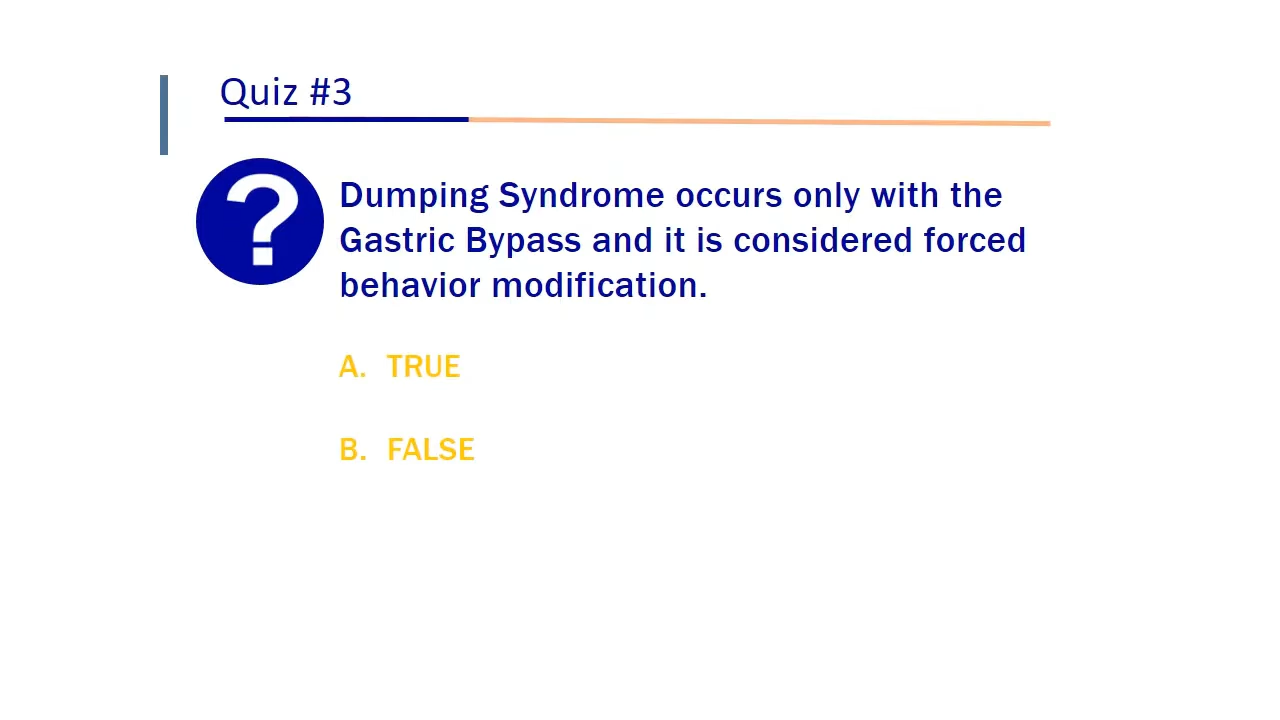 Quiz #3
?
Dumping Syndrome occurs only with the
Gastric Bypass and it is considered forced
behavior modification.
A. TRUE
B. FALSE